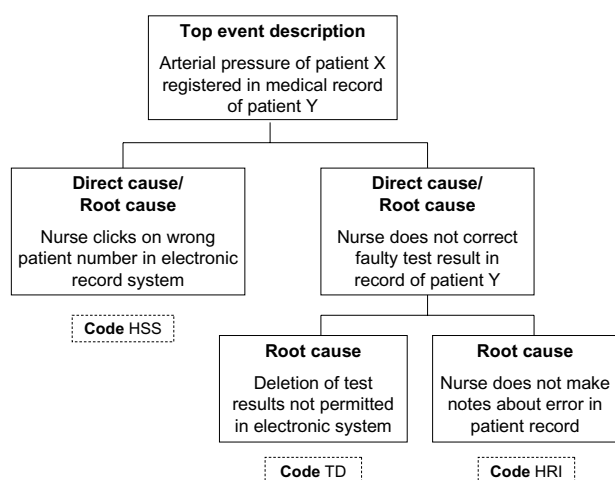 Top event description
Arterial pressure of patient X
registered in medical record
of patient Y
Direct cause/
Root cause
Nurse clicks on wrong
patient number in electronic
record system
Code HSS
Direct cause/
Root cause
Nurse does not correct
faulty test result in
record of patient Y
Root cause
Deletion of test
results not permitted
in electronic system
Code TD
Root cause
Nurse does not make
notes about error in
patient record
Code HRI